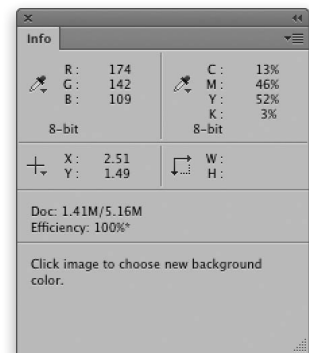 Info
R: 174
G: 142
B: 109
8-bit
C: 13%
M: 46%
Y: 52%
K: 3%
8-bit
X: 2.51
Y: 1.49
W:
H:
Doc: 1.41M/5.16M
Efficiency: 100%*
Click image to choose new background
color.